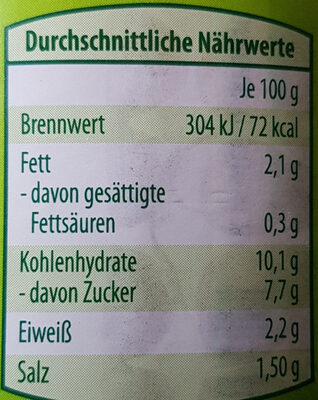 Durchschnittliche Nährwerte
Je 100 g
Brennwert 304 kJ / 72 kcal
Fett 2,1 g
- davon gesättigte
Fettsäuren 0,3 g
Kohlenhydrate 10,1 g
- davon Zucker 7,7 g
Eiweiß 2,2 g
Salz 1,50 g